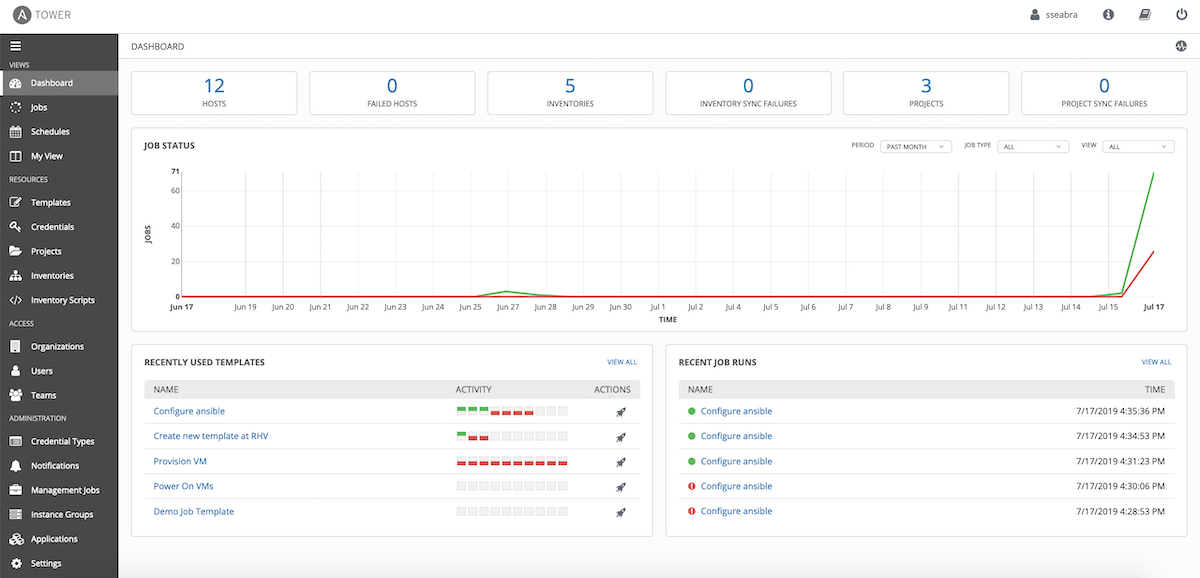 A TOWER
sseabra
VIEWS
Dashboard
Jobs
Schedules
My View
RESOURCES
Templates
Credentials
Projects
Inventories
Inventory Scripts
ACCESS
Organizations
Users
Teams
ADMINISTRATION
Credential Types
Notifications
Management Jobs
Instance Groups
Applications
Settings
DASHBOARD
12 0 5 0 3 0
HOSTS FAILED HOSTS INVENTORIES INVENTORY SYNC FAILURES PROJECTS PROJECT SYNC FAILURES
JOB STATUS PERIOD PAST MONTH JOB TYPE ALL VIEW ALL
71
60
40
20
0
JOBS
Jun 17 Jun 19 Jun 20 Jun 21 Jun 22 Jun 23 Jun 24 Jun 25 Jun 27 Jun 28 Jun 29 Jun 30 Jul 1 Jul 2 Jul 4 Jul 5 Jul 6 Jul 7 Jul 8 Jul 9 Jul 11 Jul 12 Jul 13 Jul 14 Jul 15 Jul 17
TIME
RECENTLY USED TEMPLATES VIEW ALL
NAME ACTIVITY ACTIONS
Configure ansible
Create new template at RHV
Provision VM
Power On VMs
Demo Job Template
RECENT JOB RUNS VIEW ALL
NAME TIME
Configure ansible 7/17/2019 4:35:36 PM
Configure ansible 7/17/2019 4:34:53 PM
Configure ansible 7/17/2019 4:31:23 PM
Configure ansible 7/17/2019 4:30:06 PM
Configure ansible 7/17/2019 4:28:53 PM